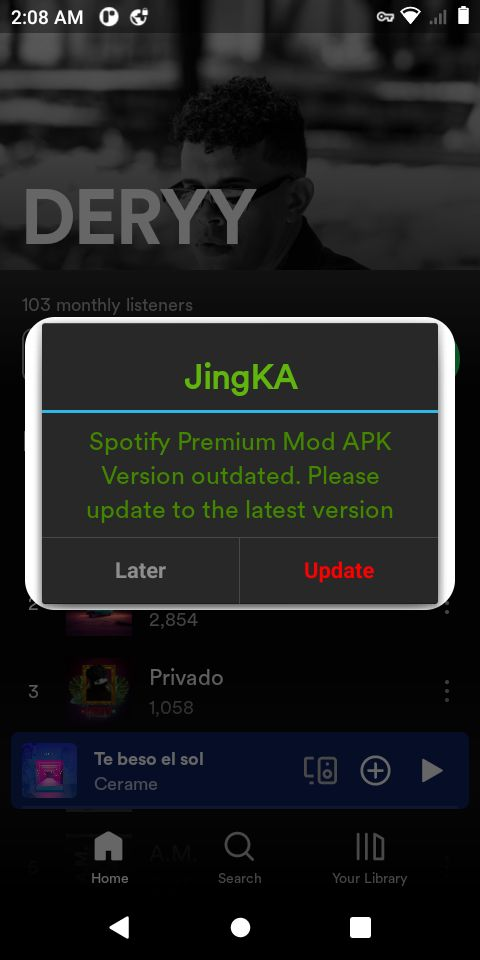 2:08 AM
DERYY
103 monthly listeners
JingKA
Spotify Premium Mod APK
Version outdated. Please
update to the latest version
Later
Update
2
2,854
3
Privado
1,058
Te beso el sol
Cerame
A.M.
Home
Search
Your Library